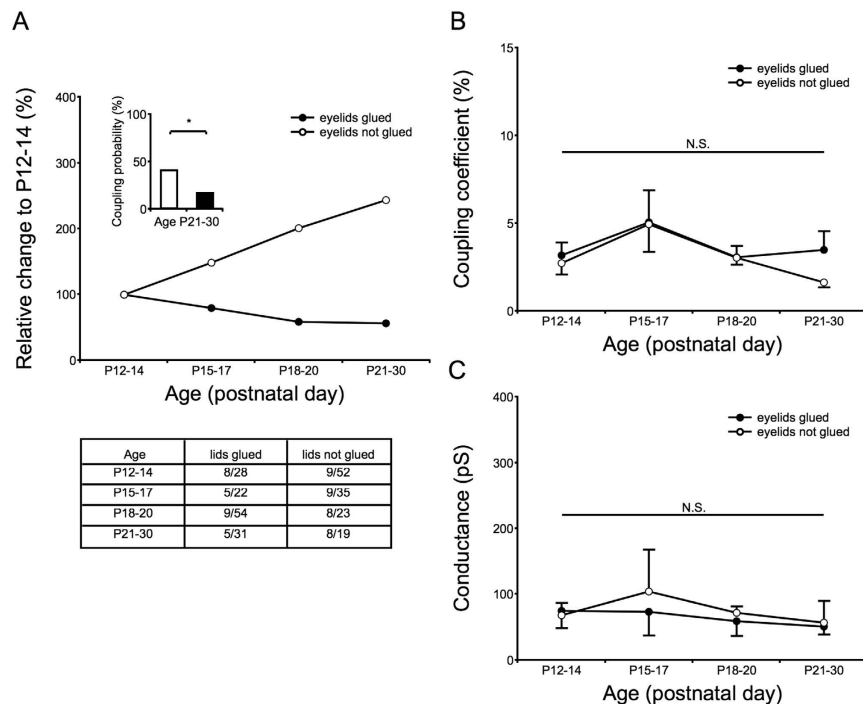 A
Relative change to P12-14 (%)
400
300
200
100
0
P12-14 P15-17 P18-20 P21-30
Age (postnatal day)
eyelids glued
eyelids not glued
Coupling probability (%)
100
50
0
*
Age P21-30
Age lids glued lids not glued
P12-14 8/28 9/52
P15-17 5/22 9/35
P18-20 9/54 8/23
P21-30 5/31 8/19
B
Coupling coefficient (%)
15
10
5
0
eyelids glued
eyelids not glued
N.S.
P12-14 P15-17 P18-20 P21-30
Age (postnatal day)
C
Conductance (pS)
400
300
200
100
0
eyelids glued
eyelids not glued
N.S.
P12-14 P15-17 P18-20 P21-30
Age (postnatal day)